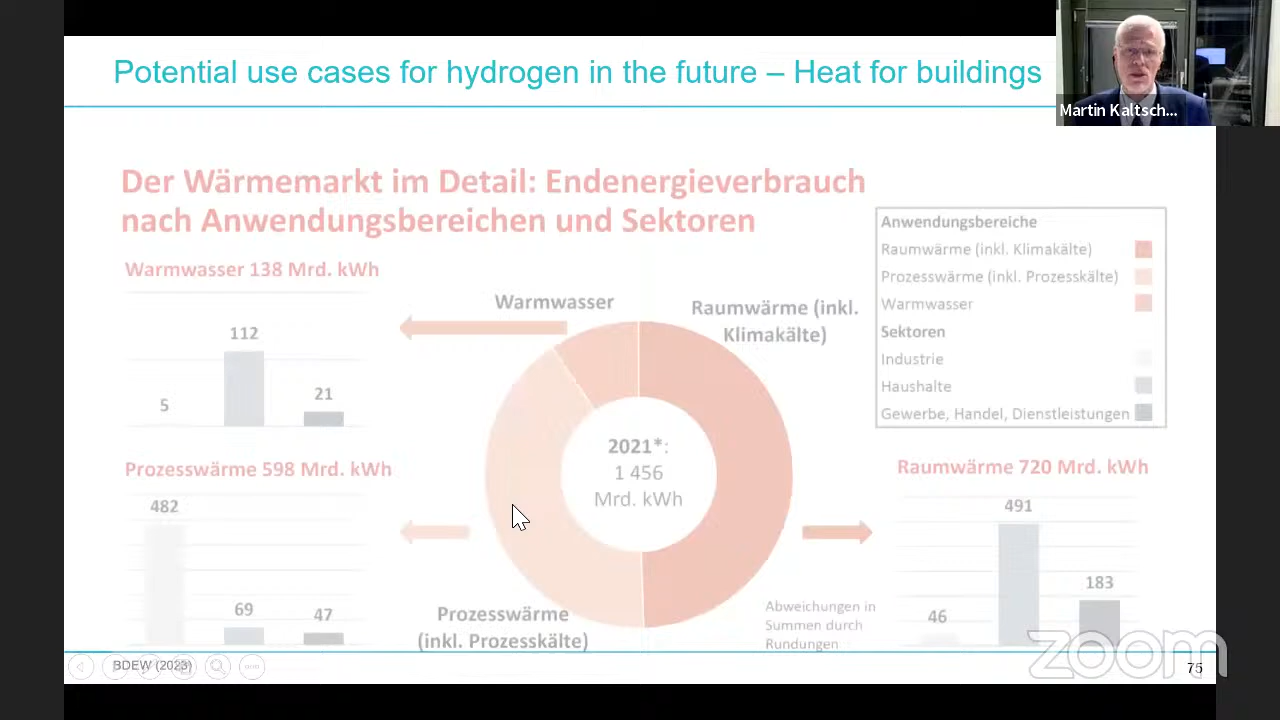 Potential use cases for hydrogen in the future – Heat for buildings
Martin Kaltsch...
Der Wärmemarkt im Detail: Endenergieverbrauch
nach Anwendungsbereichen und Sektoren
Anwendungsbereiche
Raumwärme (inkl. Klimakälte)
Prozesswärme (inkl. Prozesskälte)
Warmwasser
Sektoren
Industrie
Haushalte
Gewerbe, Handel, Dienstleistungen
Warmwasser 138 Mrd. kWh
5
112
21
Warmwasser
Raumwärme (inkl.
Klimakälte)
2021*:
1 456
Mrd. kWh
Prozesswärme 598 Mrd. kWh
482
69
47
Prozesswärme
(inkl. Prozesskälte)
Raumwärme 720 Mrd. kWh
46
491
183
Abweichungen in
Summen durch
Rundungen
BDEW (2023)
75
zoom